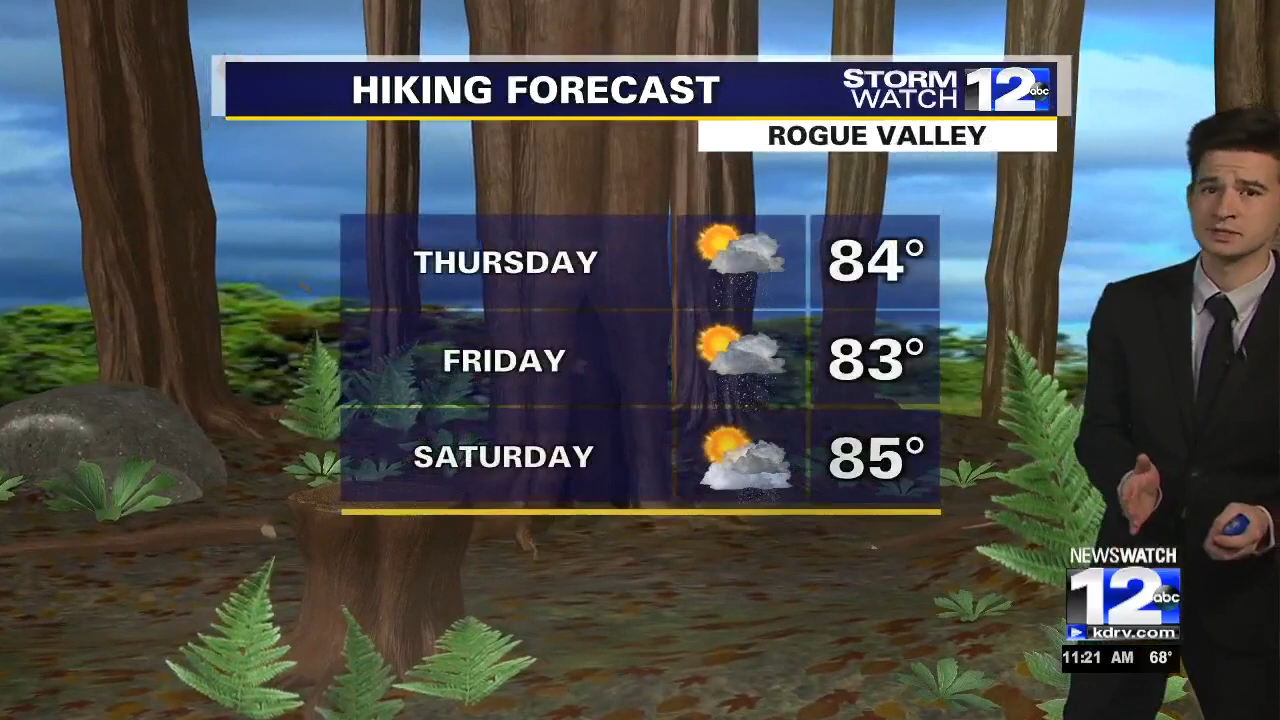 HIKING FORECAST
STORM
WATCH
12 abc
ROGUE VALLEY
THURSDAY 84°
FRIDAY 83°
SATURDAY 85°
NEWSWATCH
12 abc
kdrv.com
11:21 AM 68°